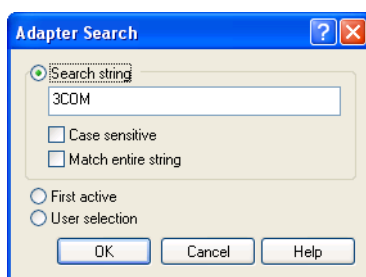 Adapter Search
Search string
3COM
Case sensitive
Match entire string
First active
User selection
OK Cancel Help